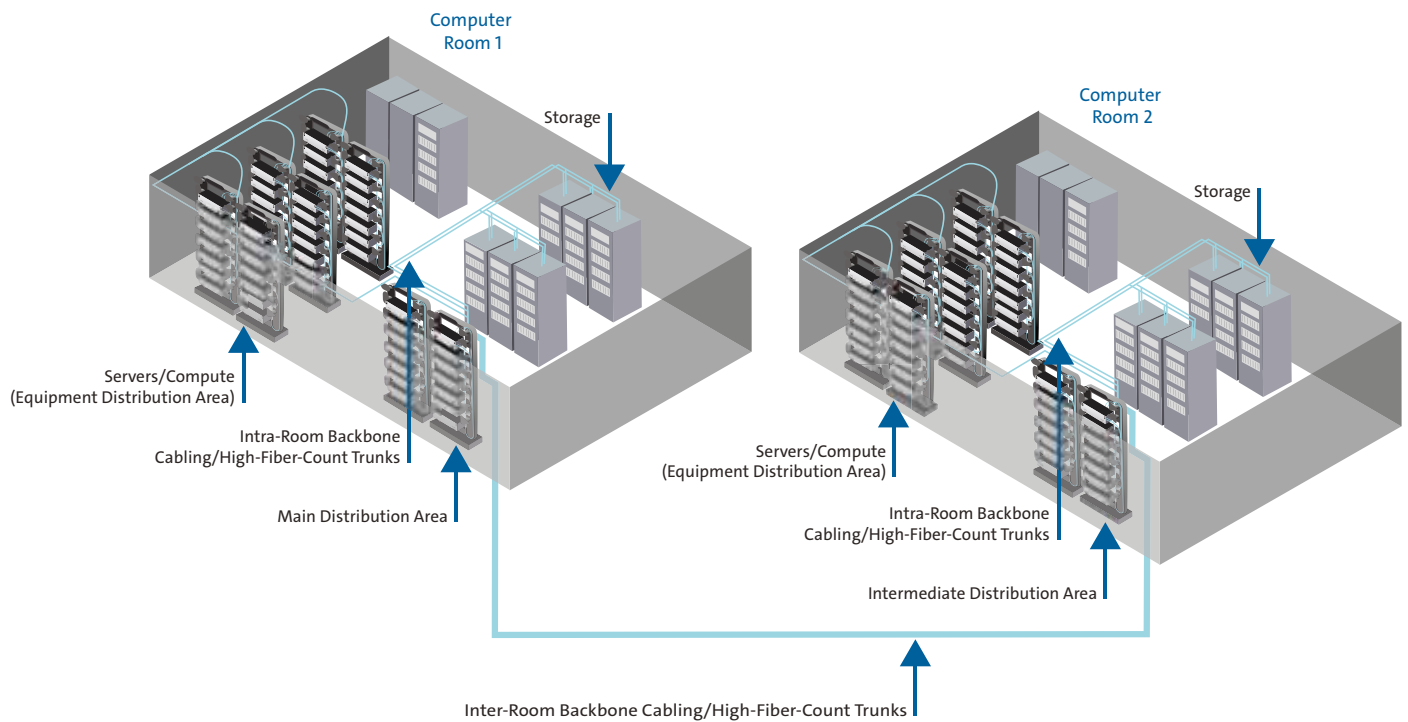 Computer
Room 1
Storage
Servers/Compute
(Equipment Distribution Area)
Intra-Room Backbone
Cabling/High-Fiber-Count Trunks
Main Distribution Area
Computer
Room 2
Storage
Servers/Compute
(Equipment Distribution Area)
Intra-Room Backbone
Cabling/High-Fiber-Count Trunks
Intermediate Distribution Area
Inter-Room Backbone Cabling/High-Fiber-Count Trunks